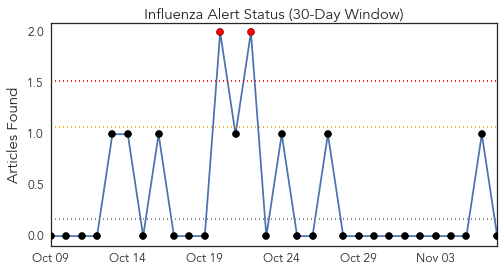 Influenza Alert Status (30-Day Window)
Articles Found
2.0
1.5
1.0
0.5
0.0
Oct 09 Oct 14 Oct 19 Oct 24 Oct 29 Nov 03